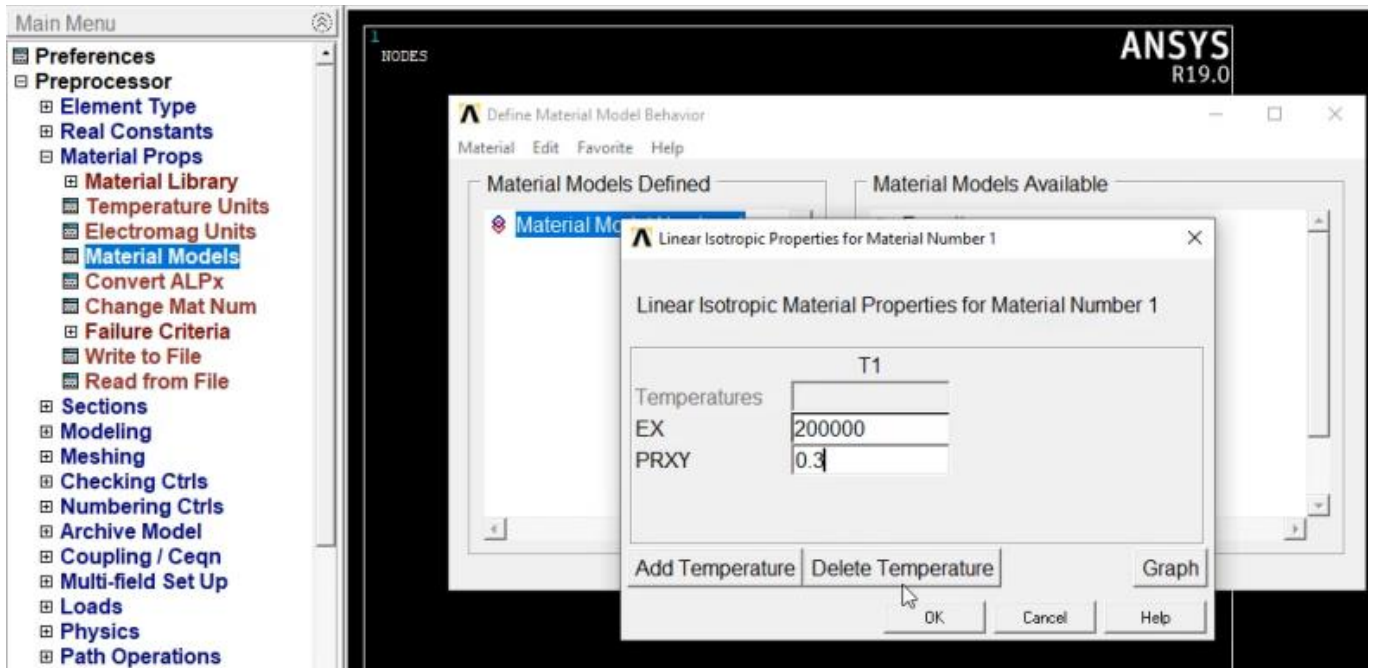 Main Menu
Preferences
Preprocessor
Element Type
Real Constants
Material Props
Material Library
Temperature Units
Electromag Units
Material Models
Convert ALPx
Change Mat Num
Failure Criteria
Write to File
Read from File
Sections
Modeling
Meshing
Checking Ctrls
Numbering Ctrls
Archive Model
Coupling / Ceqn
Multi-field Set Up
Loads
Physics
Path Operations
1
NODES
ANSYS
R19.0
Define Material Model Behavior
Material Edit Favorite Help
Material Models Defined
Material Models Available
Material
Linear Isotropic Properties for Material Number 1
Linear Isotropic Material Properties for Material Number 1
T1
Temperatures
EX 200000
PRXY 0.3
Add Temperature Delete Temperature Graph
OK Cancel Help